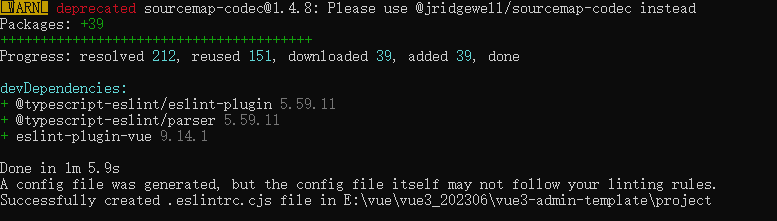 WARN deprecated sourcemap-codec@1.4.8: Please use @jridgewell/sourcemap-codec instead
Packages: +39
+++++++++++++++++++++++++++++++++++++++
Progress: resolved 212, reused 151, downloaded 39, added 39, done
devDependencies:
+ @typescript-eslint/eslint-plugin 5.59.11
+ @typescript-eslint/parser 5.59.11
+ eslint-plugin-vue 9.14.1
Done in 1m 5.9s
A config file was generated, but the config file itself may not follow your linting rules.
Successfully created .eslintrc.cjs file in E:\vue\vue3_202306\vue3-admin-template\project